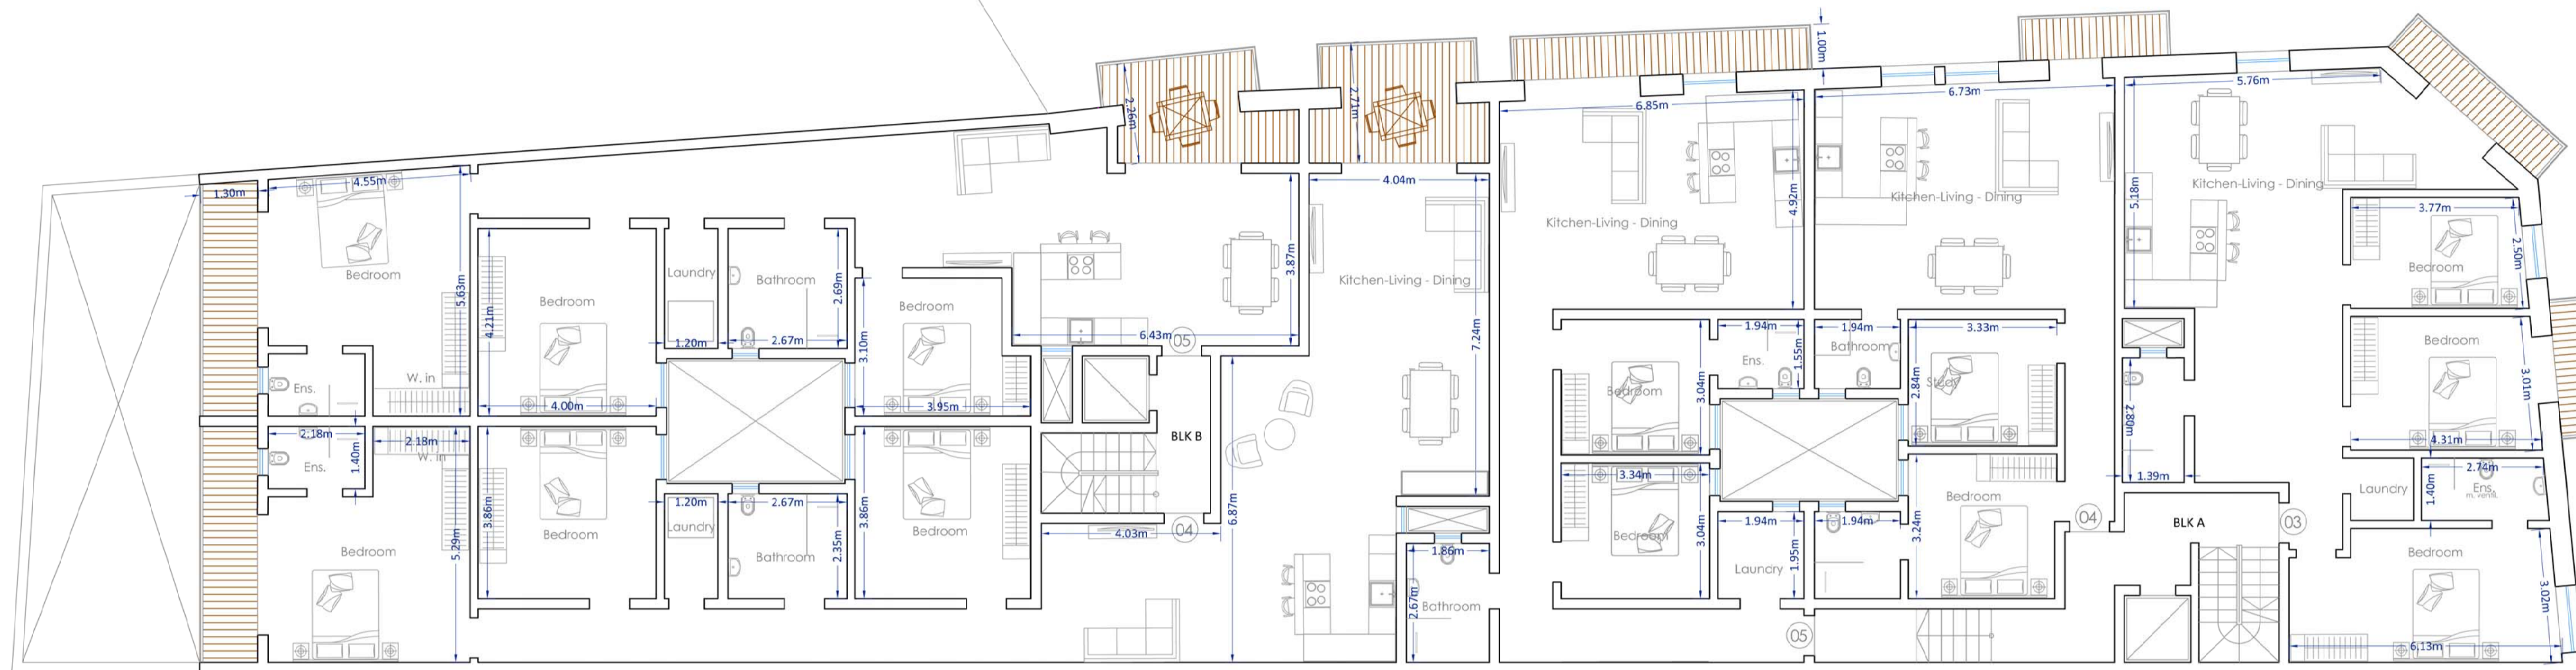 1.00m
2.26m
2.71m
6.85m
6.73m
5.76m
1.30m
4.55m
4.04m
4.92m
5.18m
Kitchen-Living - Dining
Kitchen-Living - Dining
Kitchen-Living - Dining
3.77m
Bedroom
5.63m
Laundry
Bathroom
2.69m
3.87m
Kitchen-Living - Dining
2.50m
Bedroom
Bedroom
4.21m
Bedroom
1.20m
2.67m
3.10m
6.43m
05
7.24m
1.94m
1.94m
3.33m
Bathroom
Ens.
1.55m
Bedroom
3.01m
Ens.
W. in
4.00m
3.95m
Bedroom
3.04m
2.84m
Study
2.80m
2.18m
2.18m
W. in
BLK B
4.31m
Ens.
1.40m
3.34m
1.39m
2.74m
Laundry
1.40m
Ens.
m. ventil.
3.86m
1.20m
2.67m
3.86m
6.87m
Bedroom
Laundry
Bedroom
Bedroom
4.03m
04
Bedroom
3.04m
1.94m
1.94m
3.24m
04
BLK A
03
Bedroom
5.29m
Bathroom
2.35m
1.86m
Laundry
1.95m
Bedroom
2.67m
Bathroom
3.02m
05
6.13m